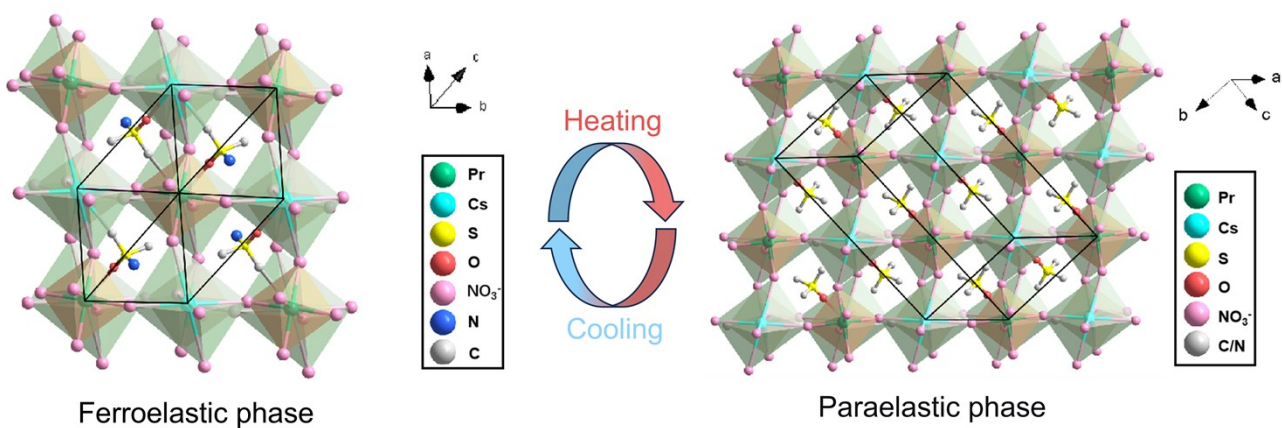 a
c
b
Pr
Cs
S
O
NO₃⁻
N
C
Heating
Cooling
a
b
c
Pr
Cs
S
O
NO₃⁻
C/N
Ferroelastic phase
Paraelastic phase